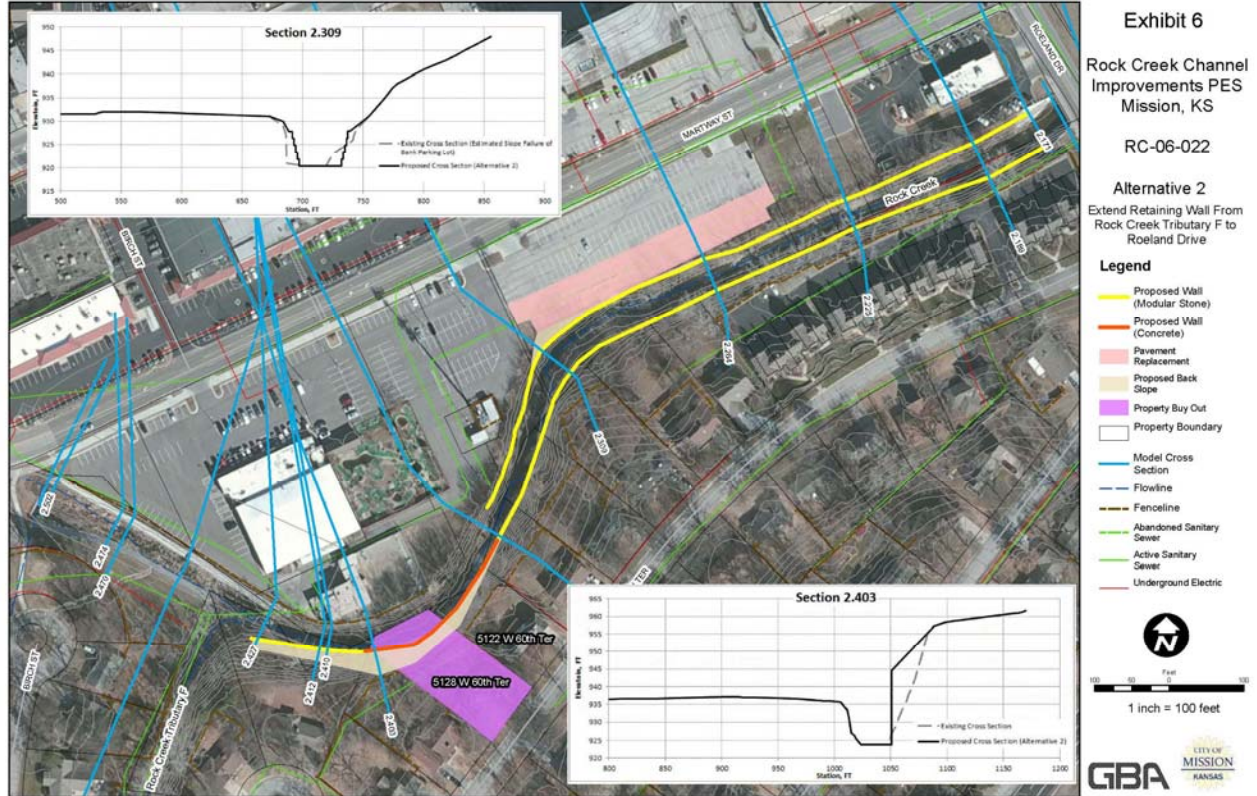 Exhibit 6
Rock Creek Channel
Improvements PES
Mission, KS
RC-06-022
Alternative 2
Extend Retaining Wall From
Rock Creek Tributary F to
Roeland Drive
Legend
Proposed Wall
(Modular Stone)
Proposed Wall
(Concrete)
Pavement
Replacement
Proposed Back
Slope
Property Buy Out
Property Boundary
Model Cross
Section
Flowline
Fenceline
Abandoned Sanitary
Sewer
Active Sanitary
Sewer
Underground Electric
N
Feet
100 50 0 100
1 inch = 100 feet
GBA
CITY OF
MISSION
KANSAS
Section 2.309
950
945
940
935
930
925
920
915
Elevation, FT
500 550 600 650 700 750 800 850 900
Station, FT
Existing Cross Section (Estimated Slope Failure of
Bank Parking Lot)
Proposed Cross Section (Alternative 2)
ROELAND DR
MARTWAY ST
BIRCH ST
Rock Creek
2.171
2.189
2.225
2.264
2.309
2.502
2.474
2.470
2.427
2.412
2.410
2.403
BIRCH ST
Rock Creek Tributary F
5122 W 60th Ter
5128 W 60th Ter
TER
Section 2.403
965
960
955
950
945
940
935
930
925
920
Elevation, FT
800 850 900 950 1000 1050 1100 1150 1200
Station, FT
Existing Cross Section
Proposed Cross Section (Alternative 2)